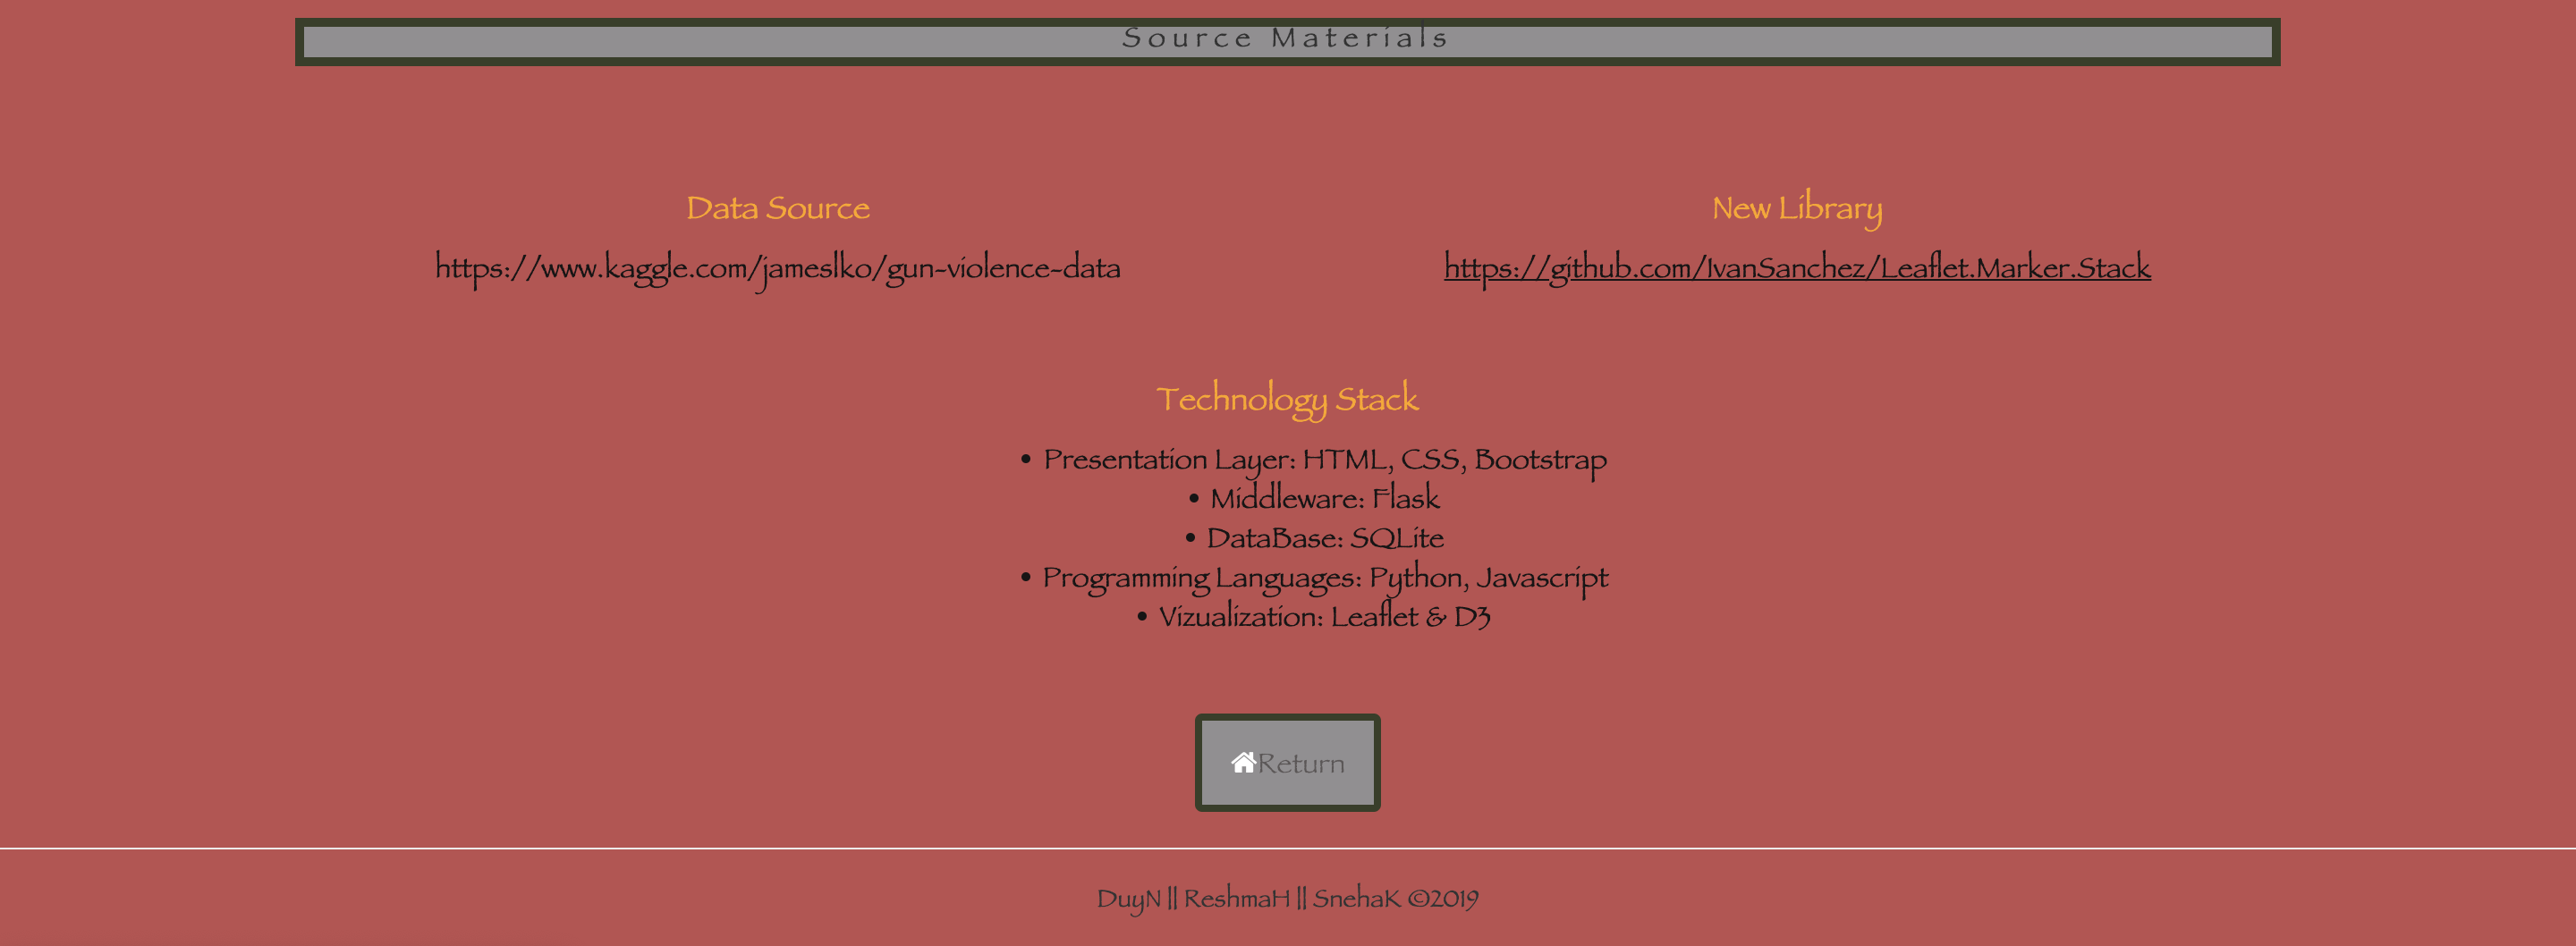 Source Materials
Data Source
https://www.kaggle.com/jameslko/gun-violence-data
New Library
https://github.com/IvanSanchez/Leaflet.Marker.Stack
Technology Stack
• Presentation Layer: HTML, CSS, Bootstrap
• Middleware: Flask
• DataBase: SQLite
• Programming Languages: Python, Javascript
• Vizualization: Leaflet & D3
Return
DuyN || ReshmaH || SnehaK ©2019